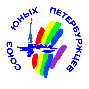 СОЮЗ ЮНЫХ ПЕТЕРБУРЖЦЕВ